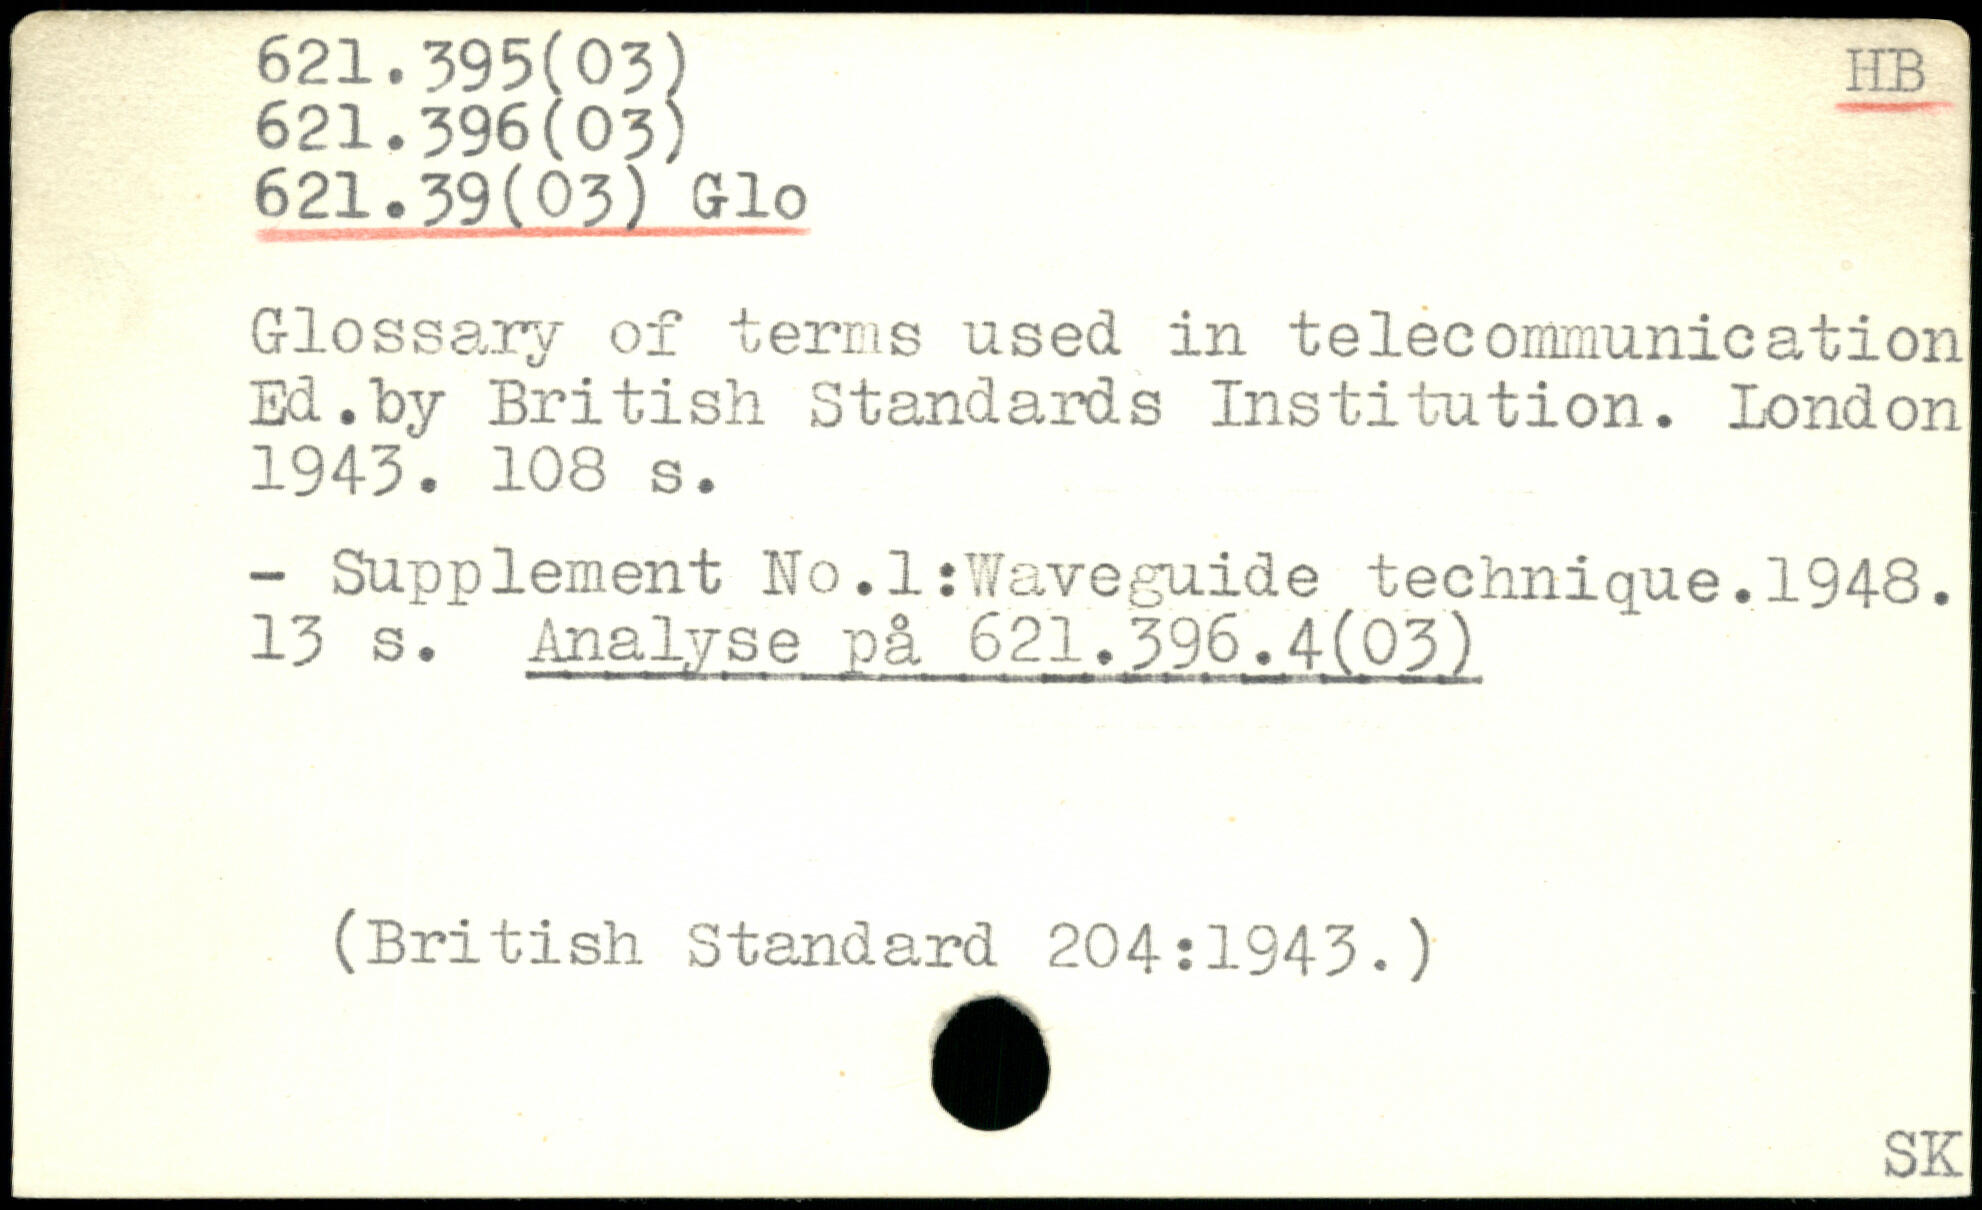 621.395(03)
HB
621.396(03)
621.39(03) Glo
Glossary of terms used in telecommunication
Ed.by British Standards Institution. London
1943. 108 s.
- Supplement No.1:Waveguide technique.1948.
13 s. Analyse på 621.396.4(03)
(British Standard 204:1943.)
SK